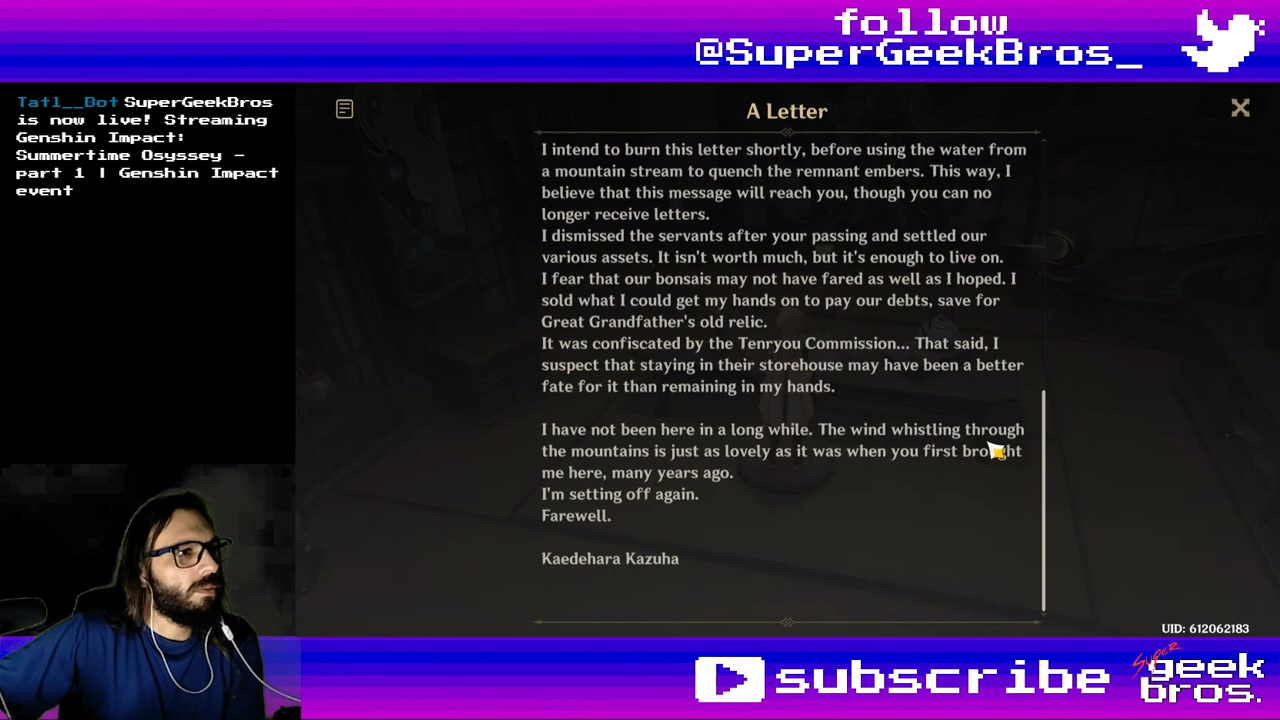 follow
@SuperGeekBros_
Tatl__Bot SuperGeekBros
is now live! Streaming
Genshin Impact:
Summertime Osyssey -
part 1 | Genshin Impact
event
A Letter
I intend to burn this letter shortly, before using the water from
a mountain stream to quench the remnant embers. This way, I
believe that this message will reach you, though you can no
longer receive letters.
I dismissed the servants after your passing and settled our
various assets. It isn't worth much, but it's enough to live on.
I fear that our bonsais may not have fared as well as I hoped. I
sold what I could get my hands on to pay our debts, save for
Great Grandfather's old relic.
It was confiscated by the Tenryou Commission... That said, I
suspect that staying in their storehouse may have been a better
fate for it than remaining in my hands.
I have not been here in a long while. The wind whistling through
the mountains is just as lovely as it was when you first brought
me here, many years ago.
I'm setting off again.
Farewell.
Kaedehara Kazuha
UID: 612062183
subscribe
SUPER
geek
bros.